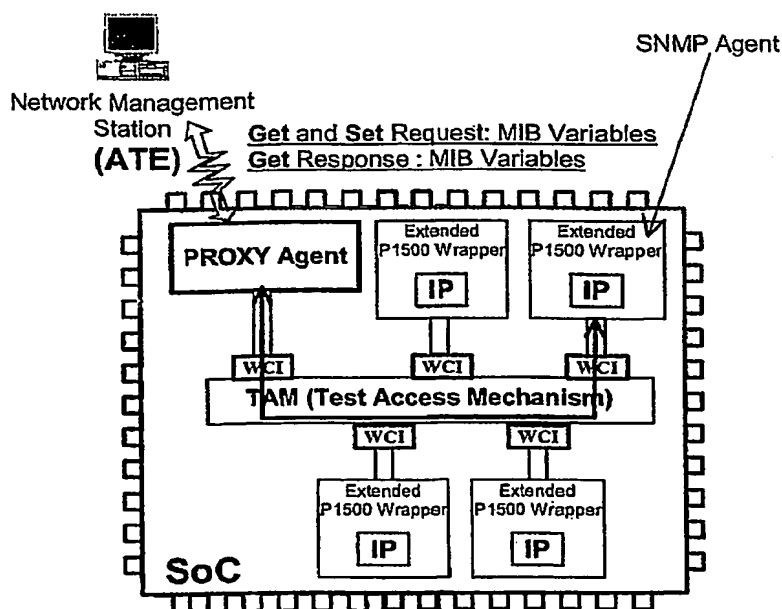 SNMP Agent
Network Management
Station
(ATE)
Get and Set Request: MIB Variables
Get Response : MIB Variables
PROXY Agent
Extended
P1500 Wrapper
IP
Extended
P1500 Wrapper
IP
WCI
WCI
WCI
TAM (Test Access Mechanism)
WCI
WCI
Extended
P1500 Wrapper
IP
Extended
P1500 Wrapper
IP
SoC